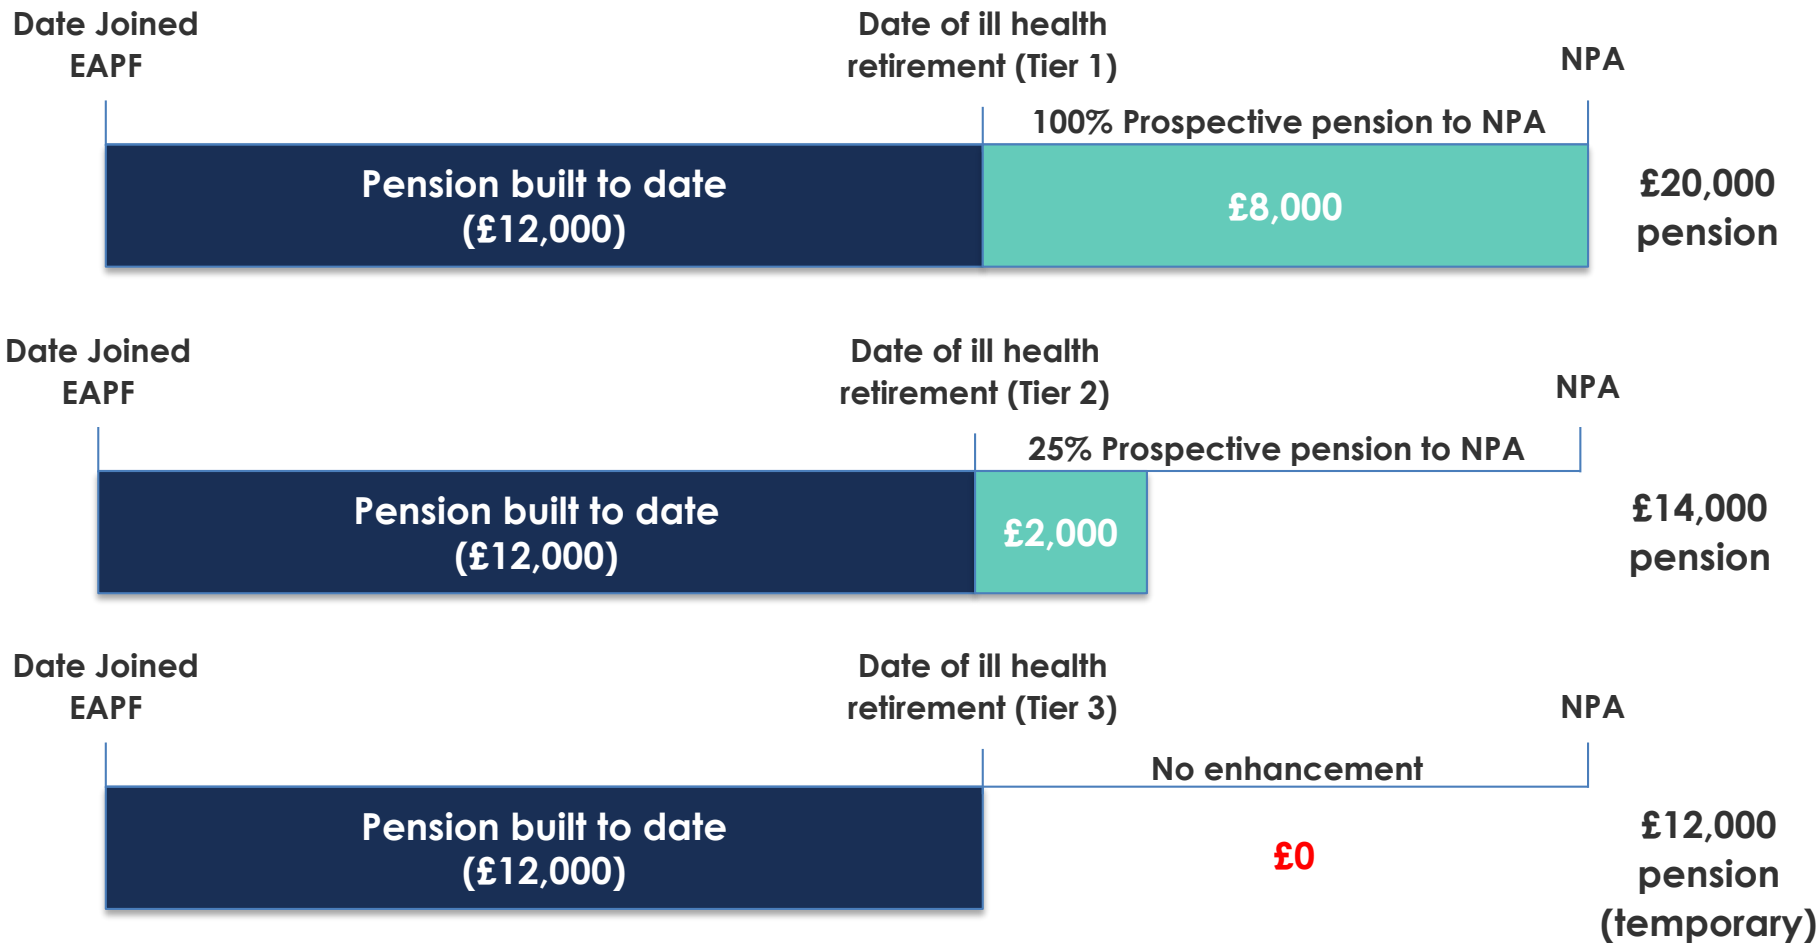 Date Joined
EAPF
Date of ill health
retirement (Tier 1)
NPA
100% Prospective pension to NPA
Pension built to date
(£12,000)
£8,000
£20,000
pension
Date Joined
EAPF
Date of ill health
retirement (Tier 2)
NPA
25% Prospective pension to NPA
Pension built to date
(£12,000)
£2,000
£14,000
pension
Date Joined
EAPF
Date of ill health
retirement (Tier 3)
NPA
No enhancement
Pension built to date
(£12,000)
£0
£12,000
pension
(temporary)